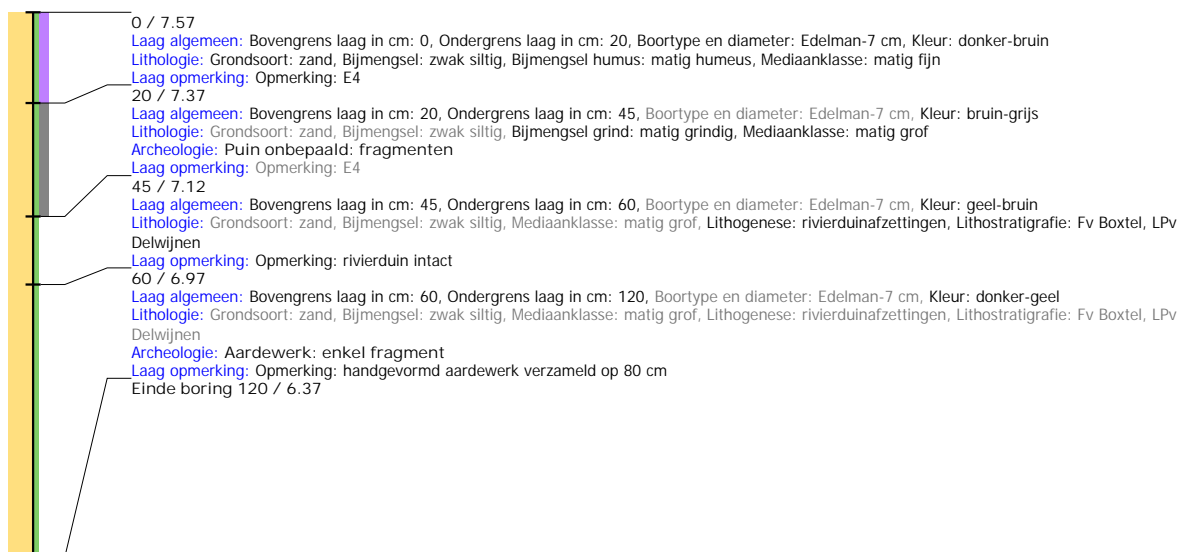 0 / 7.57
Laag algemeen: Bovengrens laag in cm: 0, Ondergrens laag in cm: 20, Boortype en diameter: Edelman-7 cm, Kleur: donker-bruin
Lithologie: Grondsoort: zand, Bijmengsel: zwak siltig, Bijmengsel humus: matig humeus, Mediaanklasse: matig fijn
Laag opmerking: Opmerking: E4
20 / 7.37
Laag algemeen: Bovengrens laag in cm: 20, Ondergrens laag in cm: 45, Boortype en diameter: Edelman-7 cm, Kleur: bruin-grijs
Lithologie: Grondsoort: zand, Bijmengsel: zwak siltig, Bijmengsel grind: matig grindig, Mediaanklasse: matig grof
Archeologie: Puin onbepaald: fragmenten
Laag opmerking: Opmerking: E4
45 / 7.12
Laag algemeen: Bovengrens laag in cm: 45, Ondergrens laag in cm: 60, Boortype en diameter: Edelman-7 cm, Kleur: geel-bruin
Lithologie: Grondsoort: zand, Bijmengsel: zwak siltig, Mediaanklasse: matig grof, Lithogenese: rivierduinafzettingen, Lithostratigrafie: Fv Boxtel, LPv
Delwijnen
Laag opmerking: Opmerking: rivierduin intact
60 / 6.97
Laag algemeen: Bovengrens laag in cm: 60, Ondergrens laag in cm: 120, Boortype en diameter: Edelman-7 cm, Kleur: donker-geel
Lithologie: Grondsoort: zand, Bijmengsel: zwak siltig, Mediaanklasse: matig grof, Lithogenese: rivierduinafzettingen, Lithostratigrafie: Fv Boxtel, LPv
Delwijnen
Archeologie: Aardewerk: enkel fragment
Laag opmerking: Opmerking: handgevormd aardewerk verzameld op 80 cm
Einde boring 120 / 6.37